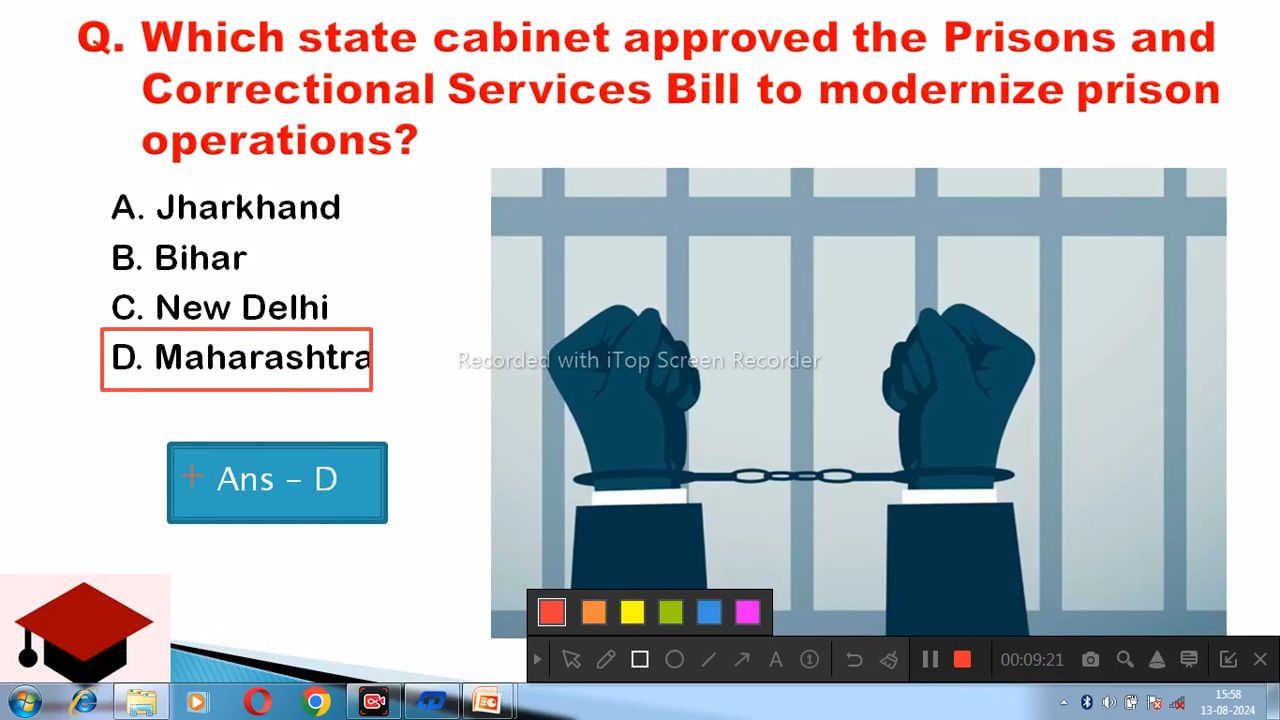 Q. Which state cabinet approved the Prisons and
Correctional Services Bill to modernize prison
operations?
A. Jharkhand
B. Bihar
C. New Delhi
D. Maharashtra
Recorded with iTop Screen Recorder
Ans – D
00:09:21
15:58
13-08-2024